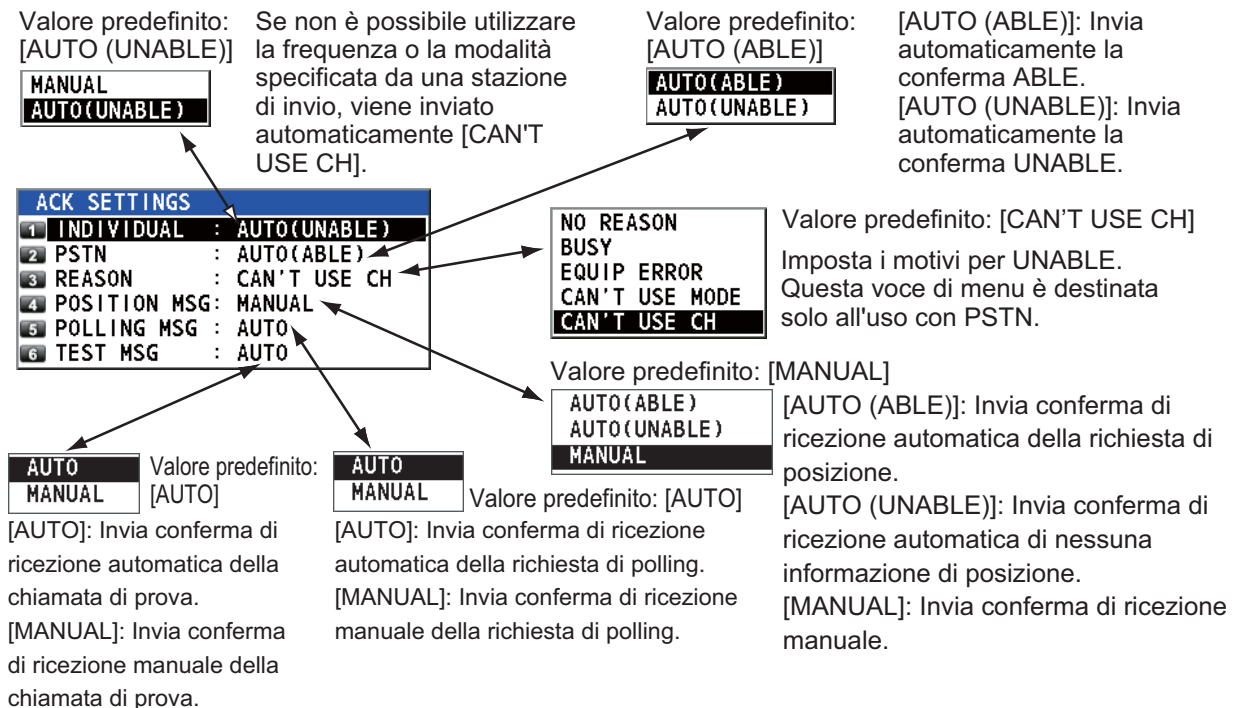 Valore predefinito:
[AUTO (UNABLE)]
MANUAL
AUTO(UNABLE)
Se non è possibile utilizzare
la frequenza o la modalità
specificata da una stazione
di invio, viene inviato
automaticamente [CAN'T
USE CH].
Valore predefinito:
[AUTO (ABLE)]
AUTO(ABLE)
AUTO(UNABLE)
[AUTO (ABLE)]: Invia
automaticamente la
conferma ABLE.
[AUTO (UNABLE)]: Invia
automaticamente la
conferma UNABLE.
ACK SETTINGS
1 INDIVIDUAL : AUTO(UNABLE)
2 PSTN : AUTO(ABLE)
3 REASON : CAN'T USE CH
4 POSITION MSG: MANUAL
5 POLLING MSG : AUTO
6 TEST MSG : AUTO
NO REASON
BUSY
EQUIP ERROR
CAN'T USE MODE
CAN'T USE CH
Valore predefinito: [CAN’T USE CH]
Imposta i motivi per UNABLE.
Questa voce di menu è destinata
solo all'uso con PSTN.
Valore predefinito: [MANUAL]
AUTO(ABLE)
AUTO(UNABLE)
MANUAL
[AUTO (ABLE)]: Invia conferma di
ricezione automatica della richiesta di
posizione.
[AUTO (UNABLE)]: Invia conferma di
ricezione automatica di nessuna
informazione di posizione.
[MANUAL]: Invia conferma di ricezione
manuale.
AUTO
MANUAL
Valore predefinito:
[AUTO]
[AUTO]: Invia conferma di
ricezione automatica della
chiamata di prova.
[MANUAL]: Invia conferma
di ricezione manuale della
chiamata di prova.
AUTO
MANUAL
Valore predefinito: [AUTO]
[AUTO]: Invia conferma di ricezione
automatica della richiesta di polling.
[MANUAL]: Invia conferma di ricezione
manuale della richiesta di polling.